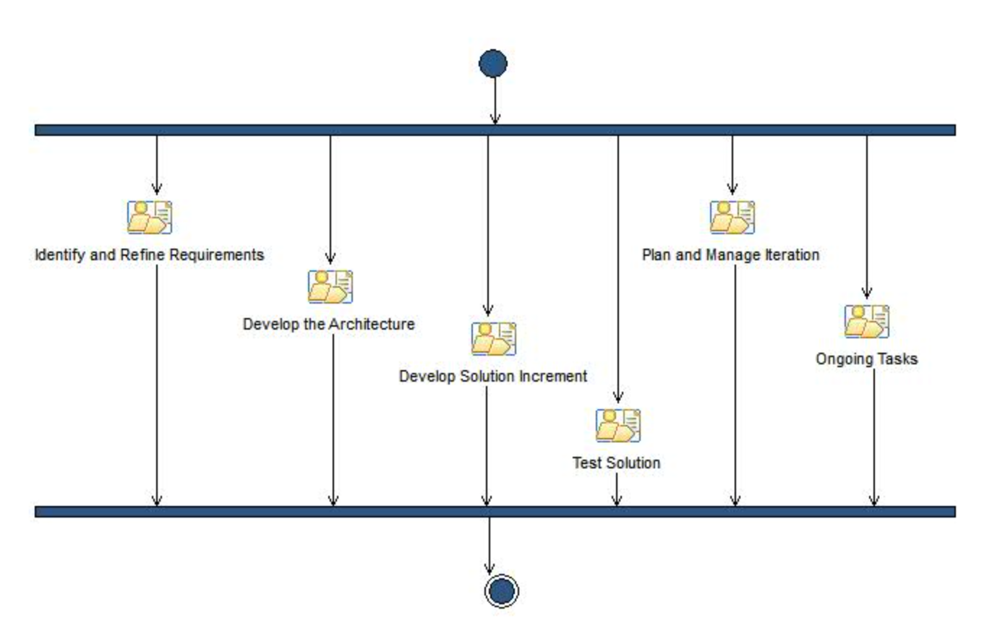 Identify and Refine Requirements
Plan and Manage Iteration
Develop the Architecture
Ongoing Tasks
Develop Solution Increment
Test Solution